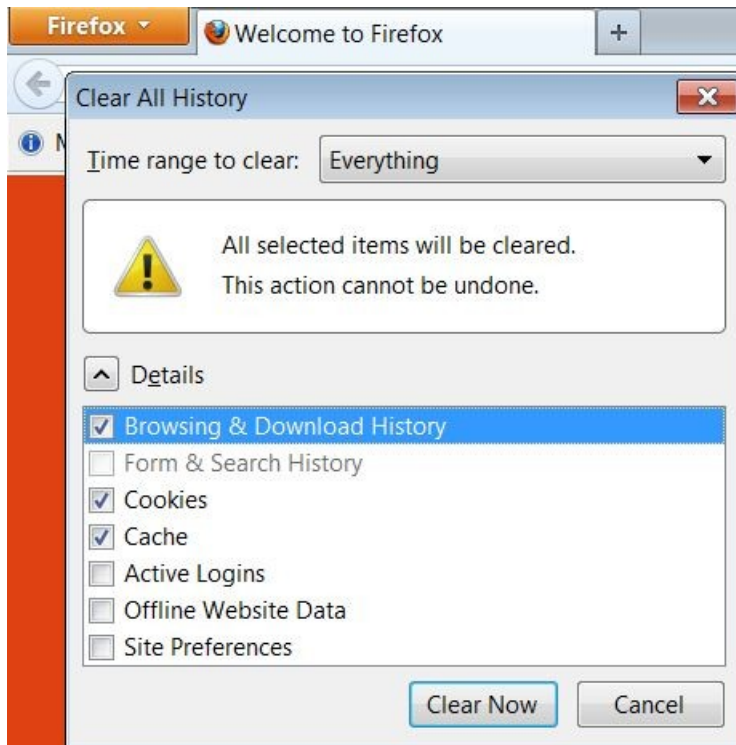 Firefox
Welcome to Firefox
+
Clear All History
Time range to clear: Everything
All selected items will be cleared.
This action cannot be undone.
Details
Browsing & Download History
Form & Search History
Cookies
Cache
Active Logins
Offline Website Data
Site Preferences
Clear Now Cancel